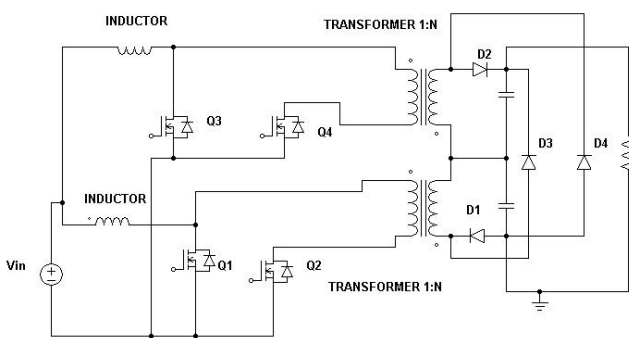 INDUCTOR
TRANSFORMER 1:N
D2
Q3
Q4
D3
D4
INDUCTOR
D1
Vin
Q1
Q2
TRANSFORMER 1:N